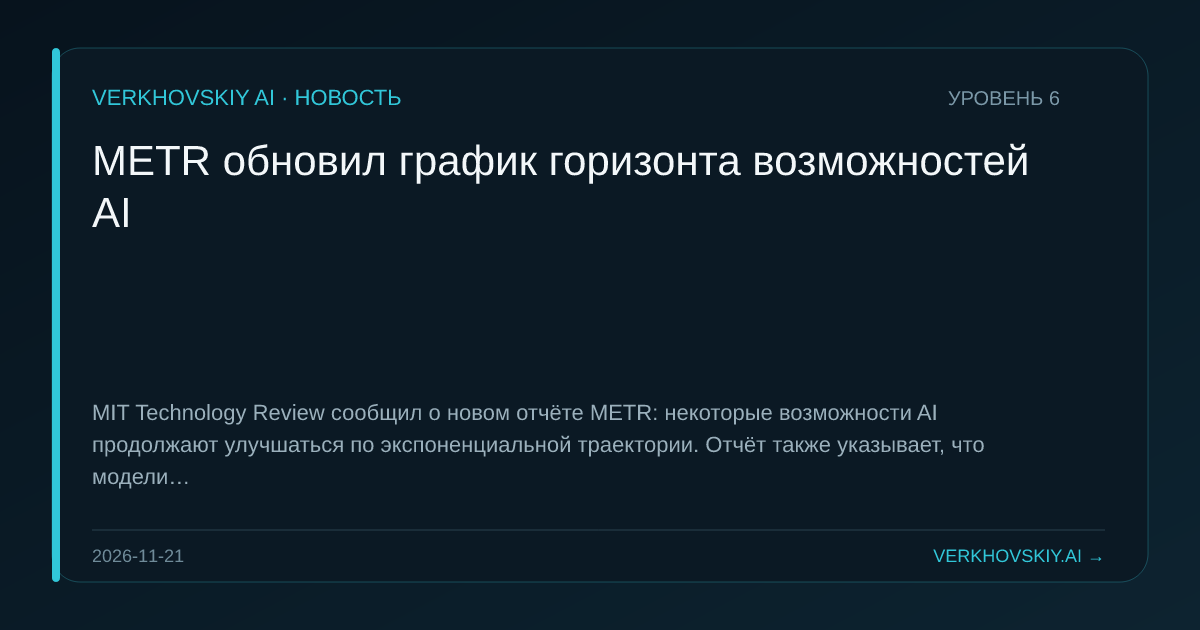 VERKHOVSKIY AI · НОВОСТЬ
УРОВЕНЬ 6
METR обновил график горизонта возможностей
AI
MIT Technology Review сообщил о новом отчёте METR: некоторые возможности AI
продолжают улучшаться по экспоненциальной траектории. Отчёт также указывает, что
модели…
2026-11-21
VERKHOVSKIY.AI →